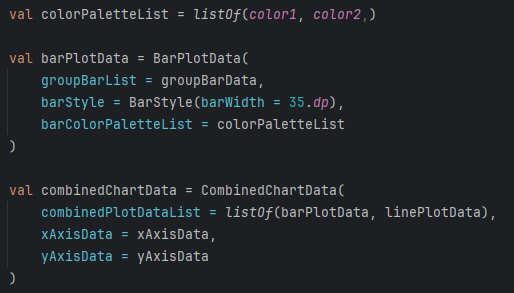 val colorPaletteList = listOf(color1, color2,)
val barPlotData = BarPlotData(
groupBarList = groupBarData,
barStyle = BarStyle(barWidth = 35.dp),
barColorPaletteList = colorPaletteList
)
val combinedChartData = CombinedChartData(
combinedPlotDataList = listOf(barPlotData, linePlotData),
xAxisData = xAxisData,
yAxisData = yAxisData
)